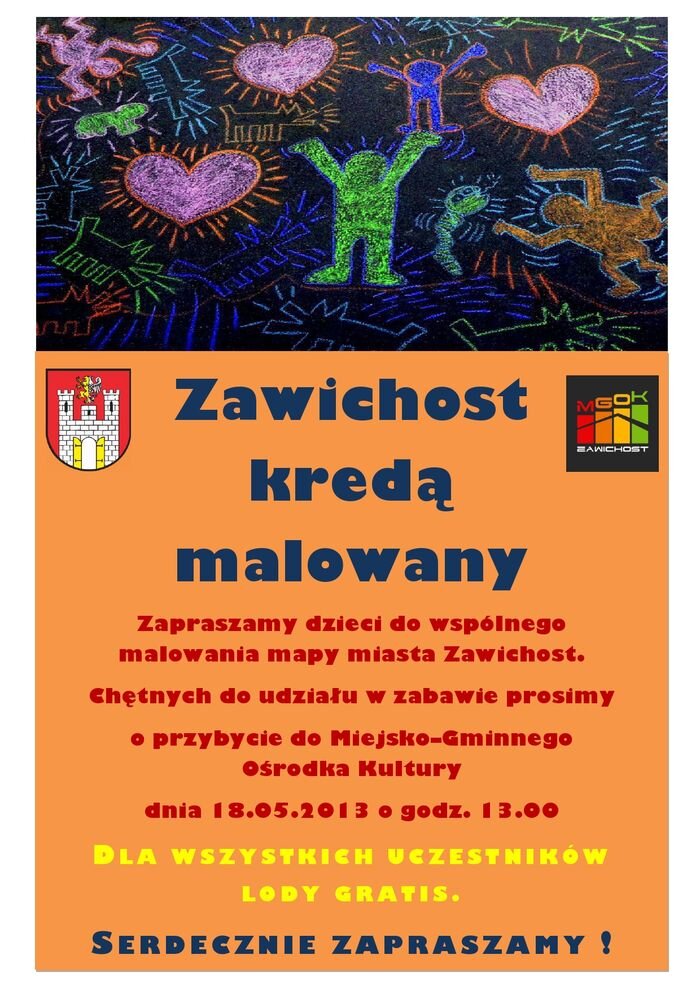 Zawichost
kredą
malowany
MGOK
ZAWICHOST
Zapraszamy dzieci do wspólnego
malowania mapy miasta Zawichost.
Chętnych do udziału w zabawie prosimy
o przybycie do Miejsko-Gminnego
Ośrodka Kultury
dnia 18.05.2013 o godz. 13.00
DLA WSZYSTKICH UCZESTNIKÓW
LODY GRATIS.
SERDECZNIE ZAPRASZAMY !